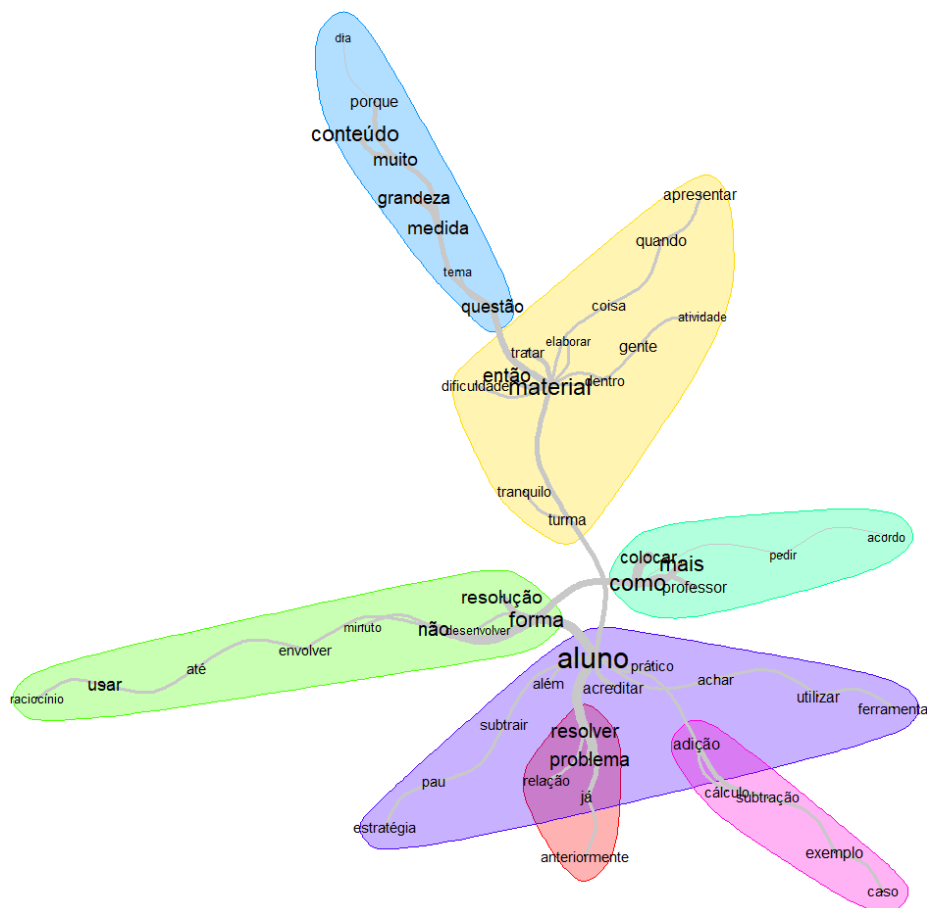 dia
porque
conteúdo
muito
grandeza
medida
tema
questão
apresentar
quando
coisa
atividade
elaborar
gente
tratar
então
dentro
dificuldade
material
tranquilo
turma
acordo
colocar
pedir
mais
como
professor
resolução
forma
não
desenvolver
minuto
envolver
até
usar
raciocínio
aluno
prático
além
acreditar
achar
utilizar
ferramenta
subtrair
pau
estratégia
resolver
problema
relação
já
anteriormente
adição
cálculo
subtração
exemplo
caso